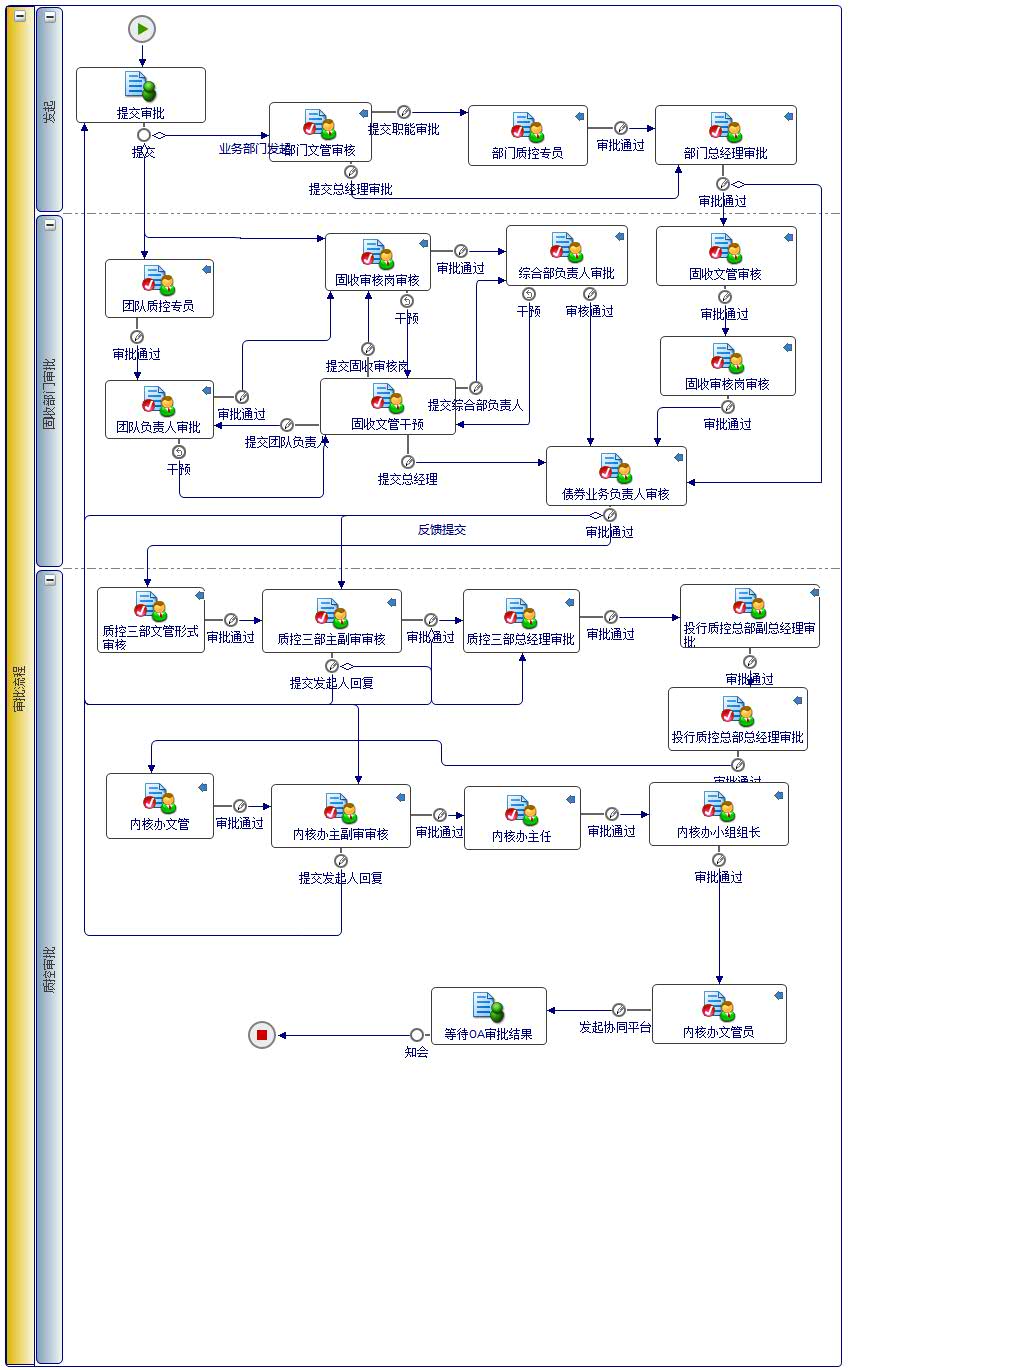 审批流程
发起
提交审批
提交
业务部门发起
部门文管审核
提交职能审批
部门质控专员
审批通过
部门总经理审批
提交总经理审批
审批通过
固收部门审批
团队质控专员
固收审核岗审核
审批通过
综合部负责人审批
固收文管审核
干预
干预
审核通过
审批通过
审批通过
提交固收审核岗
固收审核岗审核
团队负责人审批
审批通过
固收文管干预
提交综合部负责人
审批通过
提交团队负责人
干预
提交总经理
债券业务负责人审核
反馈提交
审批通过
质控审批
质控三部文管形式
审核
审批通过
质控三部主副审审核
审批通过
质控三部总经理审批
审批通过
投行质控总部副总经理审
批
提交发起人回复
审批通过
投行质控总部总经理审批
审批通过
内核办文管
审批通过
内核办主副审审核
审批通过
内核办主任
审批通过
内核办小组组长
提交发起人回复
审批通过
等待OA审批结果
发起协同平台
内核办文管员
知会